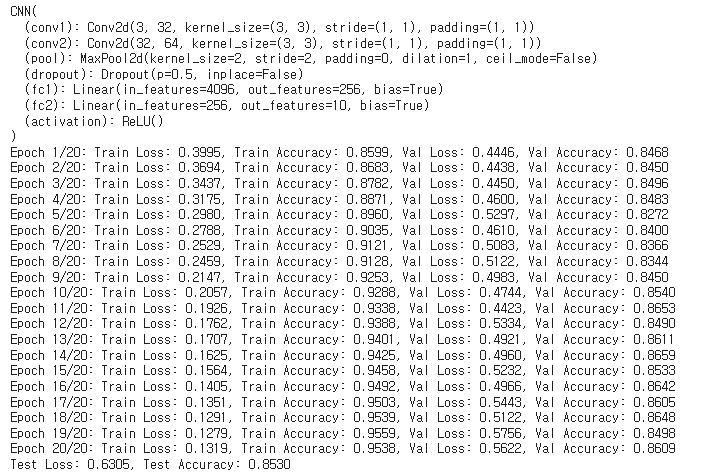 CNN(
  (conv1): Conv2d(3, 32, kernel_size=(3, 3), stride=(1, 1), padding=(1, 1))
  (conv2): Conv2d(32, 64, kernel_size=(3, 3), stride=(1, 1), padding=(1, 1))
  (pool): MaxPool2d(kernel_size=2, stride=2, padding=0, dilation=1, ceil_mode=False)
  (dropout): Dropout(p=0.5, inplace=False)
  (fc1): Linear(in_features=4096, out_features=256, bias=True)
  (fc2): Linear(in_features=256, out_features=10, bias=True)
  (activation): ReLU()
)
Epoch 1/20: Train Loss: 0.3995, Train Accuracy: 0.8599, Val Loss: 0.4446, Val Accuracy: 0.8468
Epoch 2/20: Train Loss: 0.3694, Train Accuracy: 0.8683, Val Loss: 0.4438, Val Accuracy: 0.8450
Epoch 3/20: Train Loss: 0.3437, Train Accuracy: 0.8782, Val Loss: 0.4450, Val Accuracy: 0.8496
Epoch 4/20: Train Loss: 0.3175, Train Accuracy: 0.8871, Val Loss: 0.4600, Val Accuracy: 0.8483
Epoch 5/20: Train Loss: 0.2980, Train Accuracy: 0.8960, Val Loss: 0.5297, Val Accuracy: 0.8272
Epoch 6/20: Train Loss: 0.2788, Train Accuracy: 0.9035, Val Loss: 0.4610, Val Accuracy: 0.8400
Epoch 7/20: Train Loss: 0.2529, Train Accuracy: 0.9121, Val Loss: 0.5083, Val Accuracy: 0.8366
Epoch 8/20: Train Loss: 0.2459, Train Accuracy: 0.9128, Val Loss: 0.5122, Val Accuracy: 0.8344
Epoch 9/20: Train Loss: 0.2147, Train Accuracy: 0.9253, Val Loss: 0.4983, Val Accuracy: 0.8450
Epoch 10/20: Train Loss: 0.2057, Train Accuracy: 0.9288, Val Loss: 0.4744, Val Accuracy: 0.8540
Epoch 11/20: Train Loss: 0.1926, Train Accuracy: 0.9338, Val Loss: 0.4423, Val Accuracy: 0.8653
Epoch 12/20: Train Loss: 0.1762, Train Accuracy: 0.9388, Val Loss: 0.5334, Val Accuracy: 0.8490
Epoch 13/20: Train Loss: 0.1707, Train Accuracy: 0.9401, Val Loss: 0.4921, Val Accuracy: 0.8611
Epoch 14/20: Train Loss: 0.1625, Train Accuracy: 0.9425, Val Loss: 0.4960, Val Accuracy: 0.8659
Epoch 15/20: Train Loss: 0.1564, Train Accuracy: 0.9458, Val Loss: 0.5232, Val Accuracy: 0.8533
Epoch 16/20: Train Loss: 0.1405, Train Accuracy: 0.9492, Val Loss: 0.4966, Val Accuracy: 0.8642
Epoch 17/20: Train Loss: 0.1351, Train Accuracy: 0.9503, Val Loss: 0.5443, Val Accuracy: 0.8605
Epoch 18/20: Train Loss: 0.1291, Train Accuracy: 0.9539, Val Loss: 0.5122, Val Accuracy: 0.8648
Epoch 19/20: Train Loss: 0.1279, Train Accuracy: 0.9559, Val Loss: 0.5756, Val Accuracy: 0.8498
Epoch 20/20: Train Loss: 0.1319, Train Accuracy: 0.9538, Val Loss: 0.5622, Val Accuracy: 0.8609
Test Loss: 0.6305, Test Accuracy: 0.8530